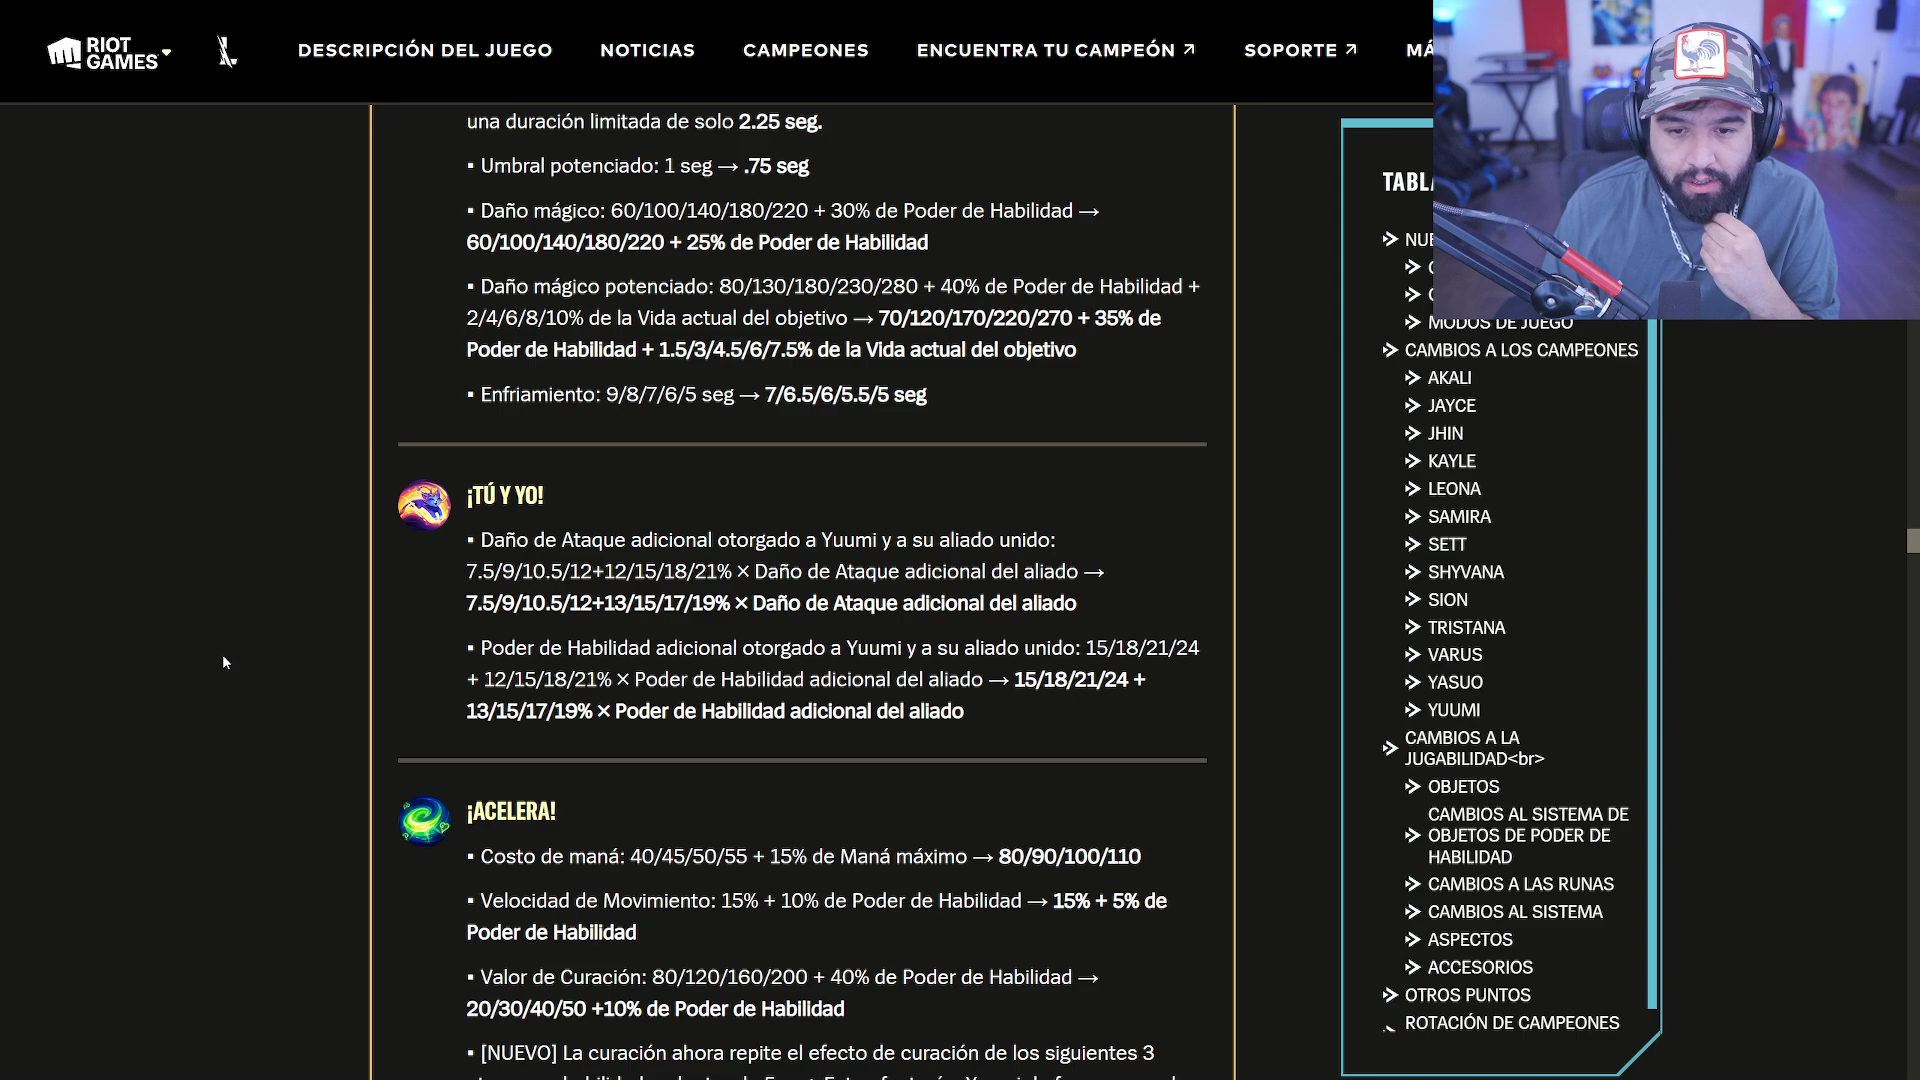 RIOT GAMES
DESCRIPCIÓN DEL JUEGO
NOTICIAS
CAMPEONES
ENCUENTRA TU CAMPEÓN
SOPORTE
MÁ
una duración limitada de solo 2.25 seg.
▪ Umbral potenciado: 1 seg → .75 seg
▪ Daño mágico: 60/100/140/180/220 + 30% de Poder de Habilidad →
60/100/140/180/220 + 25% de Poder de Habilidad
▪ Daño mágico potenciado: 80/130/180/230/280 + 40% de Poder de Habilidad +
2/4/6/8/10% de la Vida actual del objetivo → 70/120/170/220/270 + 35% de
Poder de Habilidad + 1.5/3/4.5/6/7.5% de la Vida actual del objetivo
▪ Enfriamiento: 9/8/7/6/5 seg → 7/6.5/6/5.5/5 seg
¡TÚ Y YO!
▪ Daño de Ataque adicional otorgado a Yuumi y a su aliado unido:
7.5/9/10.5/12+12/15/18/21% × Daño de Ataque adicional del aliado →
7.5/9/10.5/12+13/15/17/19% × Daño de Ataque adicional del aliado
▪ Poder de Habilidad adicional otorgado a Yuumi y a su aliado unido: 15/18/21/24
+ 12/15/18/21% × Poder de Habilidad adicional del aliado → 15/18/21/24 +
13/15/17/19% × Poder de Habilidad adicional del aliado
¡ACELERA!
▪ Costo de maná: 40/45/50/55 + 15% de Maná máximo → 80/90/100/110
▪ Velocidad de Movimiento: 15% + 10% de Poder de Habilidad → 15% + 5% de
Poder de Habilidad
▪ Valor de Curación: 80/120/160/200 + 40% de Poder de Habilidad →
20/30/40/50 +10% de Poder de Habilidad
▪ [NUEVO] La curación ahora repite el efecto de curación de los siguientes 3
TABL
NUE
MODOS DE JUEGO
CAMBIOS A LOS CAMPEONES
AKALI
JAYCE
JHIN
KAYLE
LEONA
SAMIRA
SETT
SHYVANA
SION
TRISTANA
VARUS
YASUO
YUUMI
CAMBIOS A LA
JUGABILIDAD<br>
OBJETOS
CAMBIOS AL SISTEMA DE
OBJETOS DE PODER DE
HABILIDAD
CAMBIOS A LAS RUNAS
CAMBIOS AL SISTEMA
ASPECTOS
ACCESORIOS
OTROS PUNTOS
ROTACIÓN DE CAMPEONES